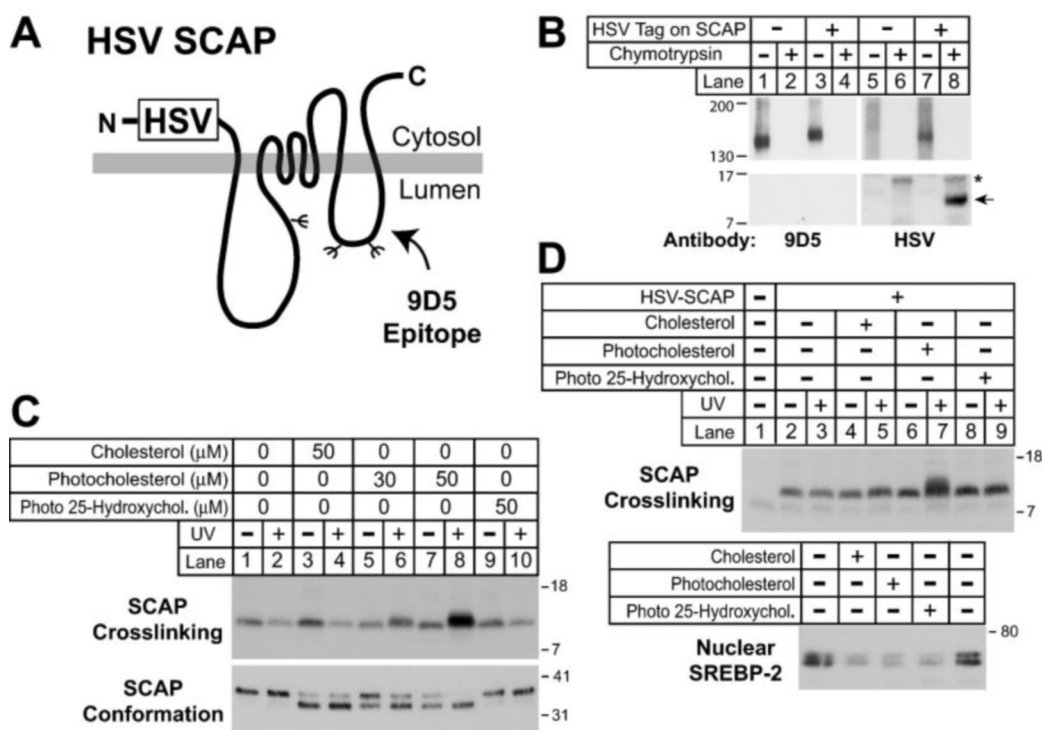 A
HSV SCAP
N
HSV
C
Cytosol
Lumen
9D5
Epitope
B
HSV Tag on SCAP − + − +
Chymotrypsin − + − + − + − +
Lane 1 2 3 4 5 6 7 8
200
130
17
*
7
Antibody: 9D5 HSV
C
Cholesterol (μM) 0 50 0 0 0
Photocholesterol (μM) 0 0 30 50 0
Photo 25-Hydroxychol. (μM) 0 0 0 0 50
UV − + − + − + − + − +
Lane 1 2 3 4 5 6 7 8 9 10
SCAP
Crosslinking
18
7
SCAP
Conformation
41
31
D
HSV-SCAP − +
Cholesterol − − + − −
Photocholesterol − − − + −
Photo 25-Hydroxychol. − − − − +
UV − − + − + − + − +
Lane 1 2 3 4 5 6 7 8 9
SCAP
Crosslinking
18
7
Cholesterol − + − − −
Photocholesterol − − + − −
Photo 25-Hydroxychol. − − − + −
Nuclear
SREBP-2
80